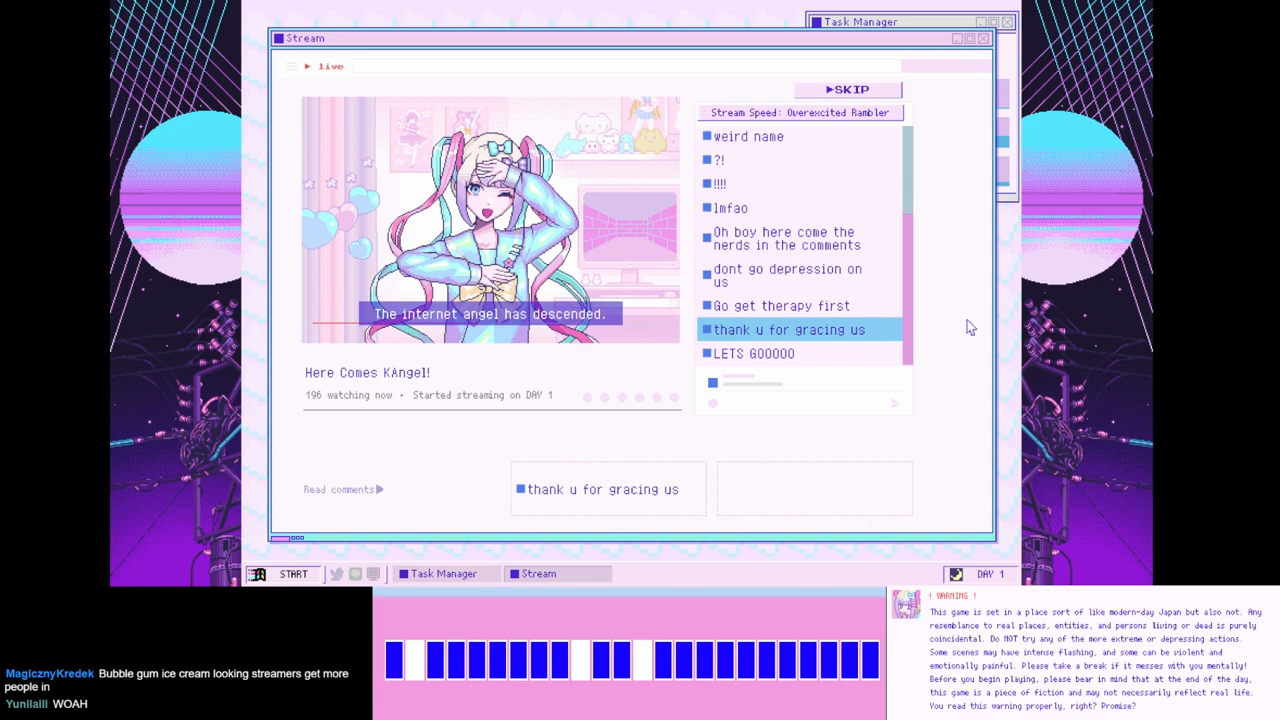 Task Manager
Stream
live
SKIP
Stream Speed: Overexcited Rambler
weird name
?!
!!!!
lmfao
Oh boy here come the
nerds in the comments
dont go depression on
us
Go get therapy first
thank u for gracing us
LETS GOOOOO
The internet angel has descended.
Here Comes KAngel!
196 watching now • Started streaming on DAY 1
Read comments
thank u for gracing us
START
Task Manager
Stream
DAY 1
MagicznyKredek Bubble gum ice cream looking streamers get more
people in
Yunilalll WOAH
! WARNING !
This game is set in a place sort of like modern-day Japan but also not. Any
resemblance to real places, entities, and persons living or dead is purely
coincidental. Do NOT try any of the more extreme or depressing actions.
Some scenes may have intense flashing, and some can be violent and
emotionally painful. Please take a break if it messes with you mentally!
Before you begin playing, please bear in mind that at the end of the day,
this game is a piece of fiction and may not necessarily reflect real life.
You read this warning properly, right? Promise?